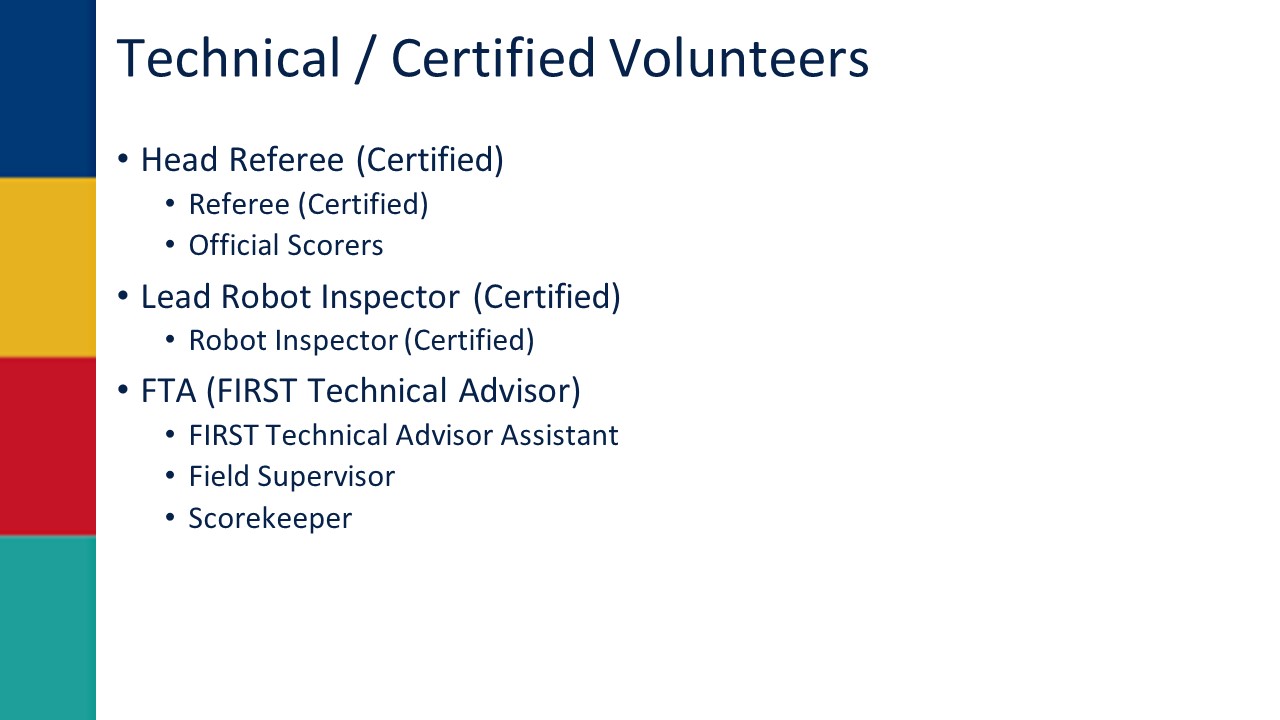 Technical / Certified Volunteers
• Head Referee (Certified)
• Referee (Certified)
• Official Scorers
• Lead Robot Inspector (Certified)
• Robot Inspector (Certified)
• FTA (FIRST Technical Advisor)
• FIRST Technical Advisor Assistant
• Field Supervisor
• Scorekeeper